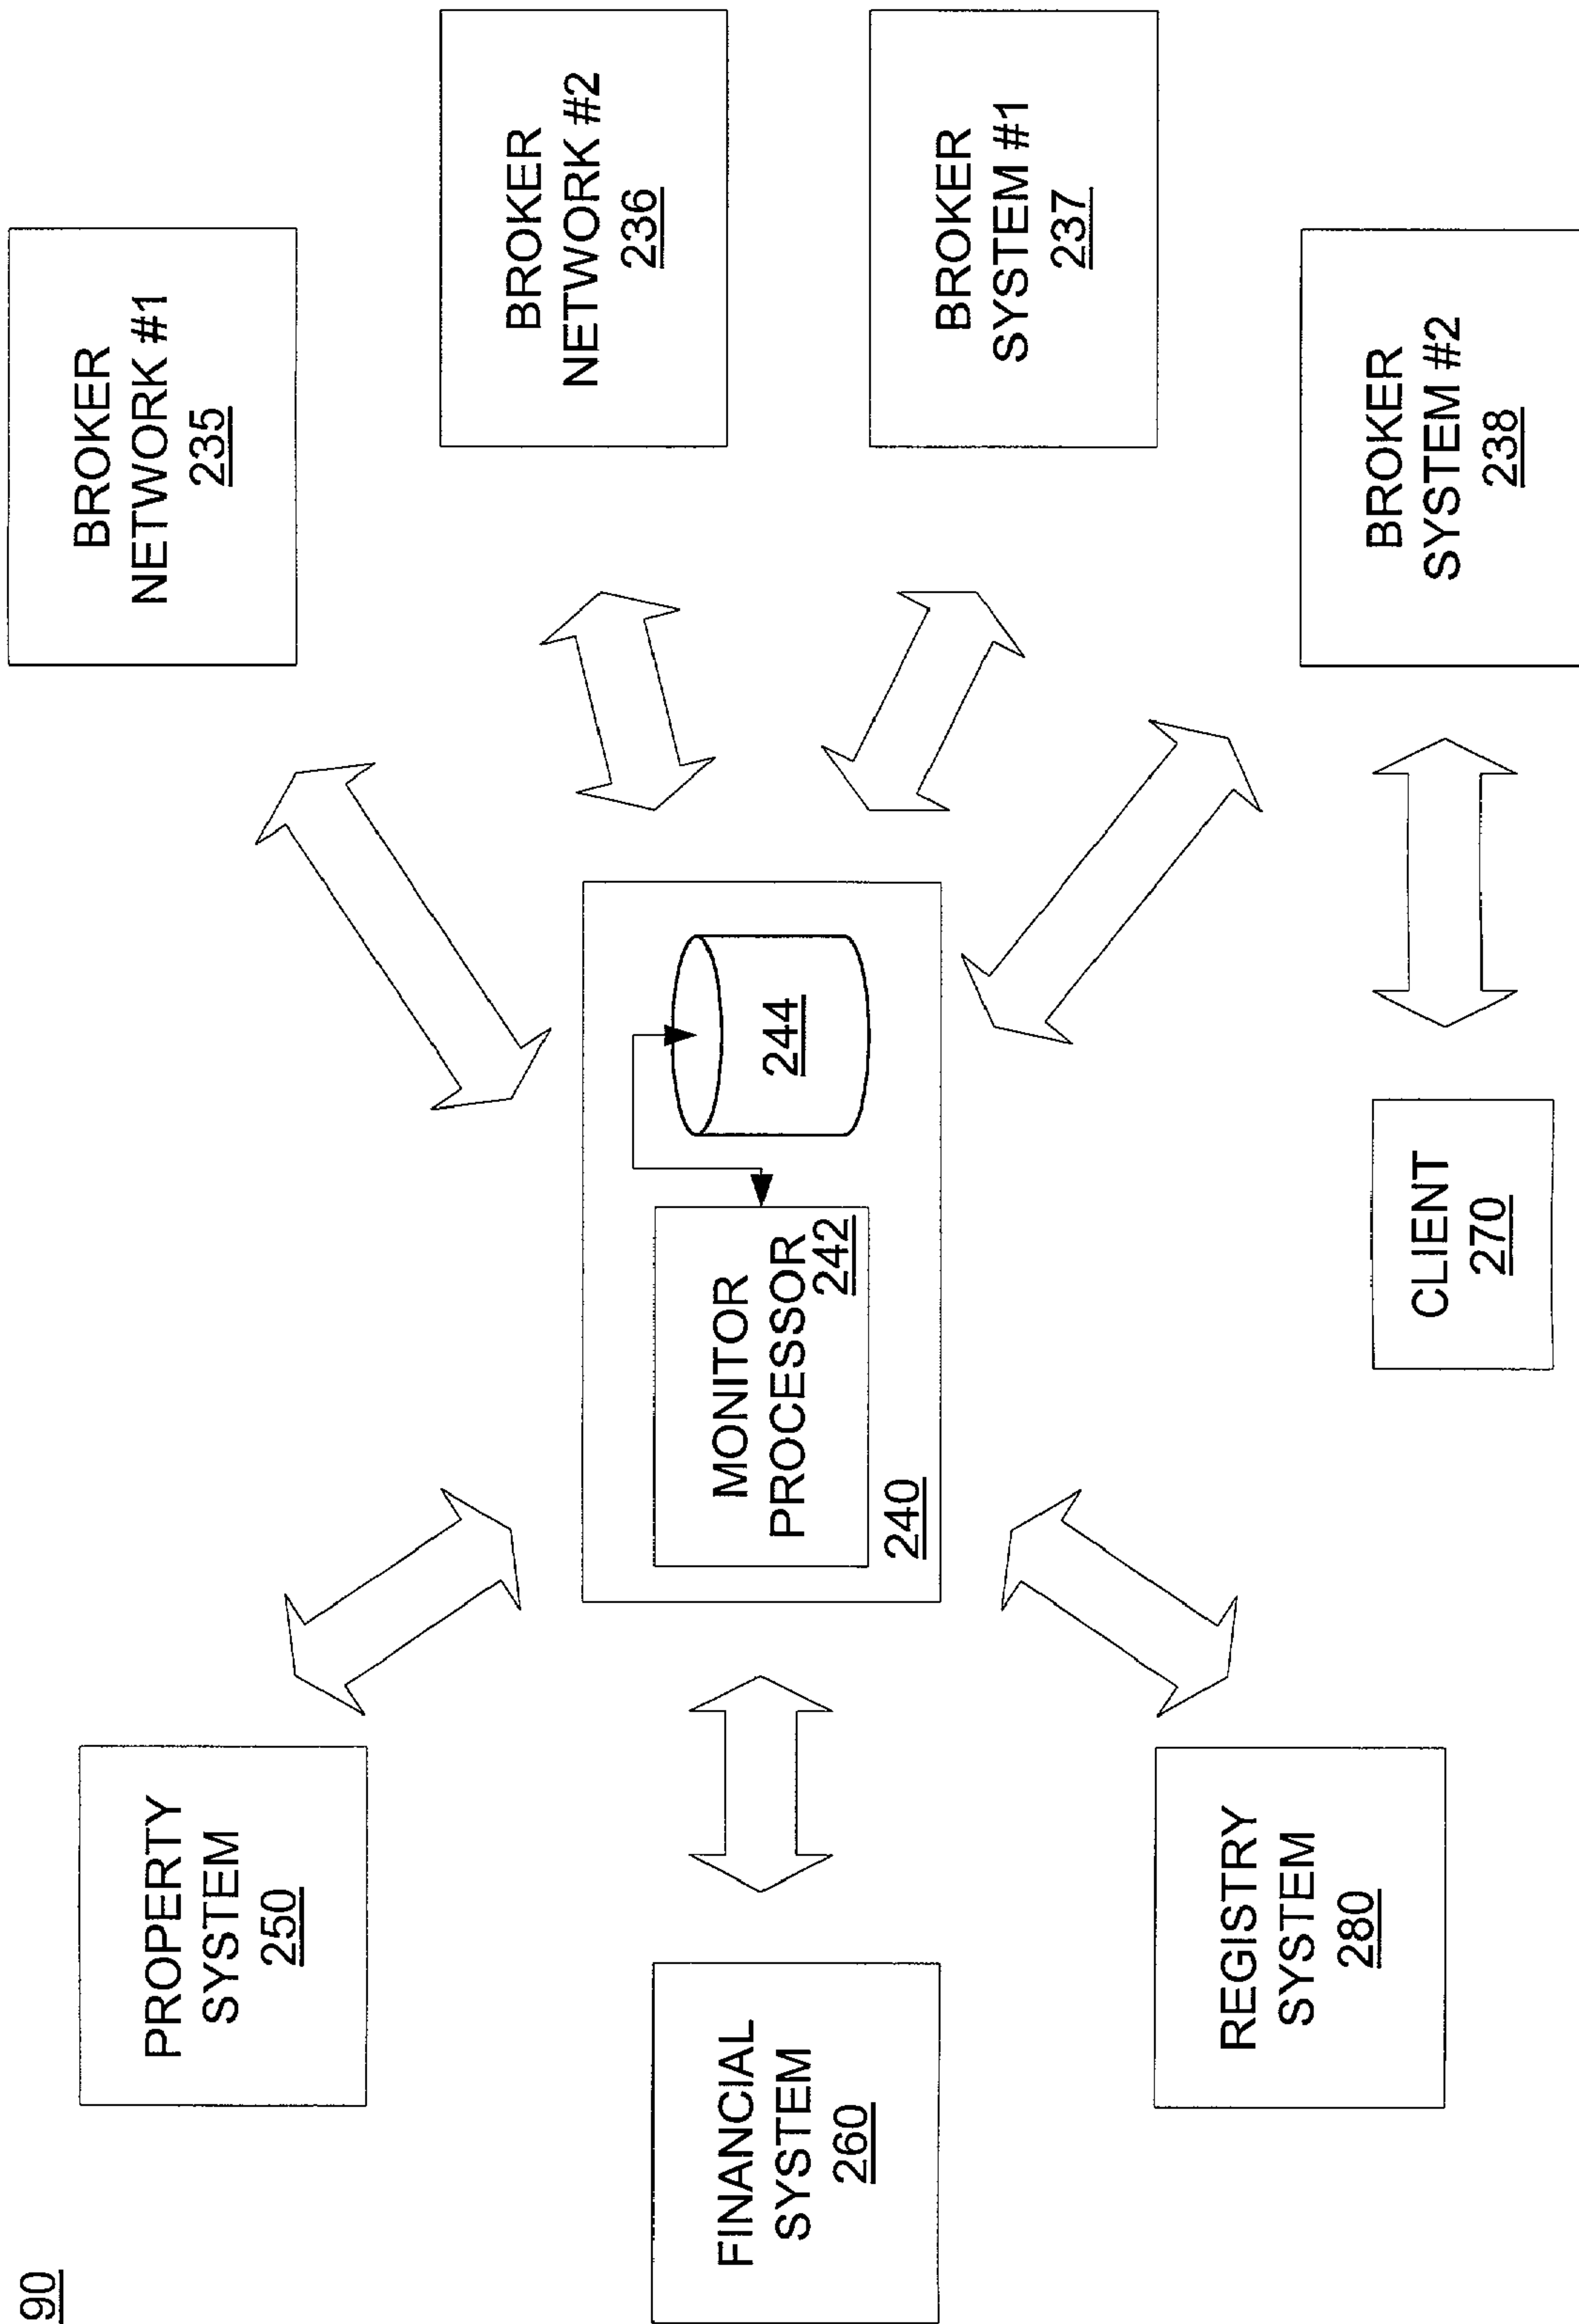 90
PROPERTY
SYSTEM
250
FINANCIAL
SYSTEM
260
REGISTRY
SYSTEM
280
MONITOR
PROCESSOR
242
240
244
CLIENT
270
BROKER
NETWORK #1
235
BROKER
NETWORK #2
236
BROKER
SYSTEM #1
237
BROKER
SYSTEM #2
238